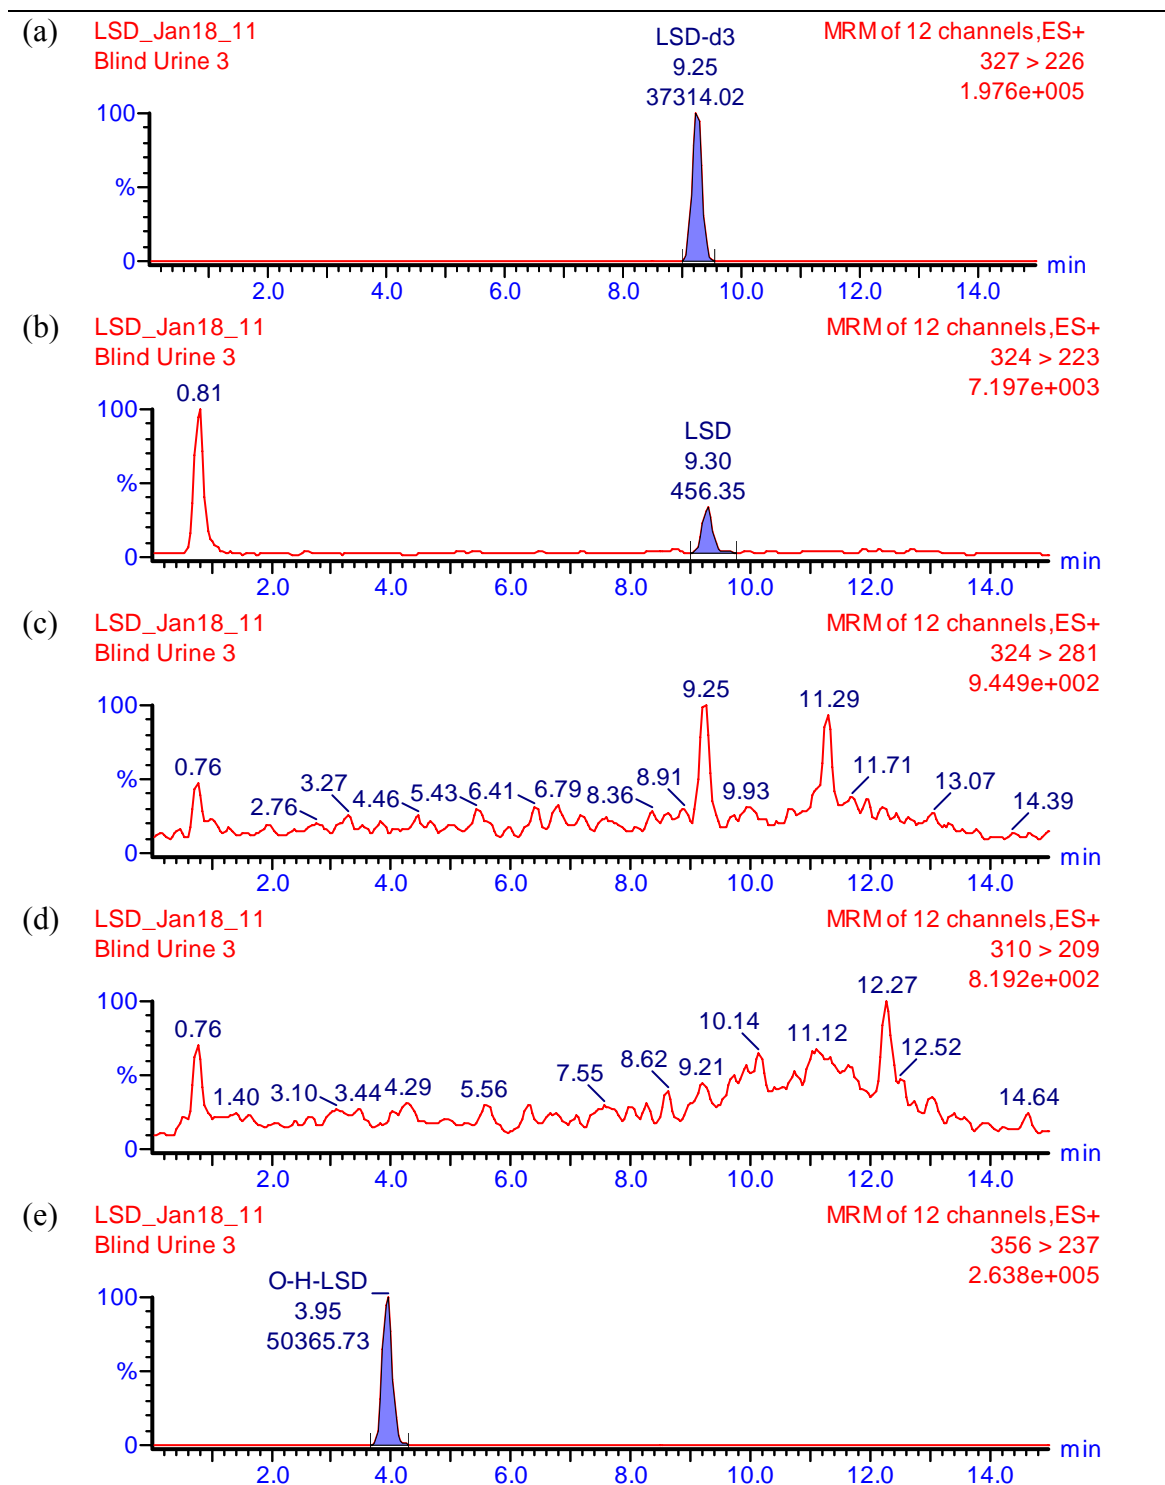 (a) LSD_Jan18_11 MRM of 12 channels,ES+
Blind Urine 3 327 > 226
1.976e+005
LSD-d3
9.25
37314.02
100
%
0
2.0 4.0 6.0 8.0 10.0 12.0 14.0 min
(b) LSD_Jan18_11 MRM of 12 channels,ES+
Blind Urine 3 324 > 223
7.197e+003
0.81
LSD
9.30
456.35
100
%
0
2.0 4.0 6.0 8.0 10.0 12.0 14.0 min
(c) LSD_Jan18_11 MRM of 12 channels,ES+
Blind Urine 3 324 > 281
9.449e+002
100
%
0
0.76 2.76 3.27 4.46 5.43 6.41 6.79 8.36 8.91 9.25 9.93 11.29 11.71 13.07 14.39
2.0 4.0 6.0 8.0 10.0 12.0 14.0 min
(d) LSD_Jan18_11 MRM of 12 channels,ES+
Blind Urine 3 310 > 209
8.192e+002
100
%
0
0.76 1.40 3.10 3.44 4.29 5.56 7.55 8.62 9.21 10.14 11.12 12.27 12.52 14.64
2.0 4.0 6.0 8.0 10.0 12.0 14.0 min
(e) LSD_Jan18_11 MRM of 12 channels,ES+
Blind Urine 3 356 > 237
2.638e+005
O-H-LSD
3.95
50365.73
100
%
0
2.0 4.0 6.0 8.0 10.0 12.0 14.0 min